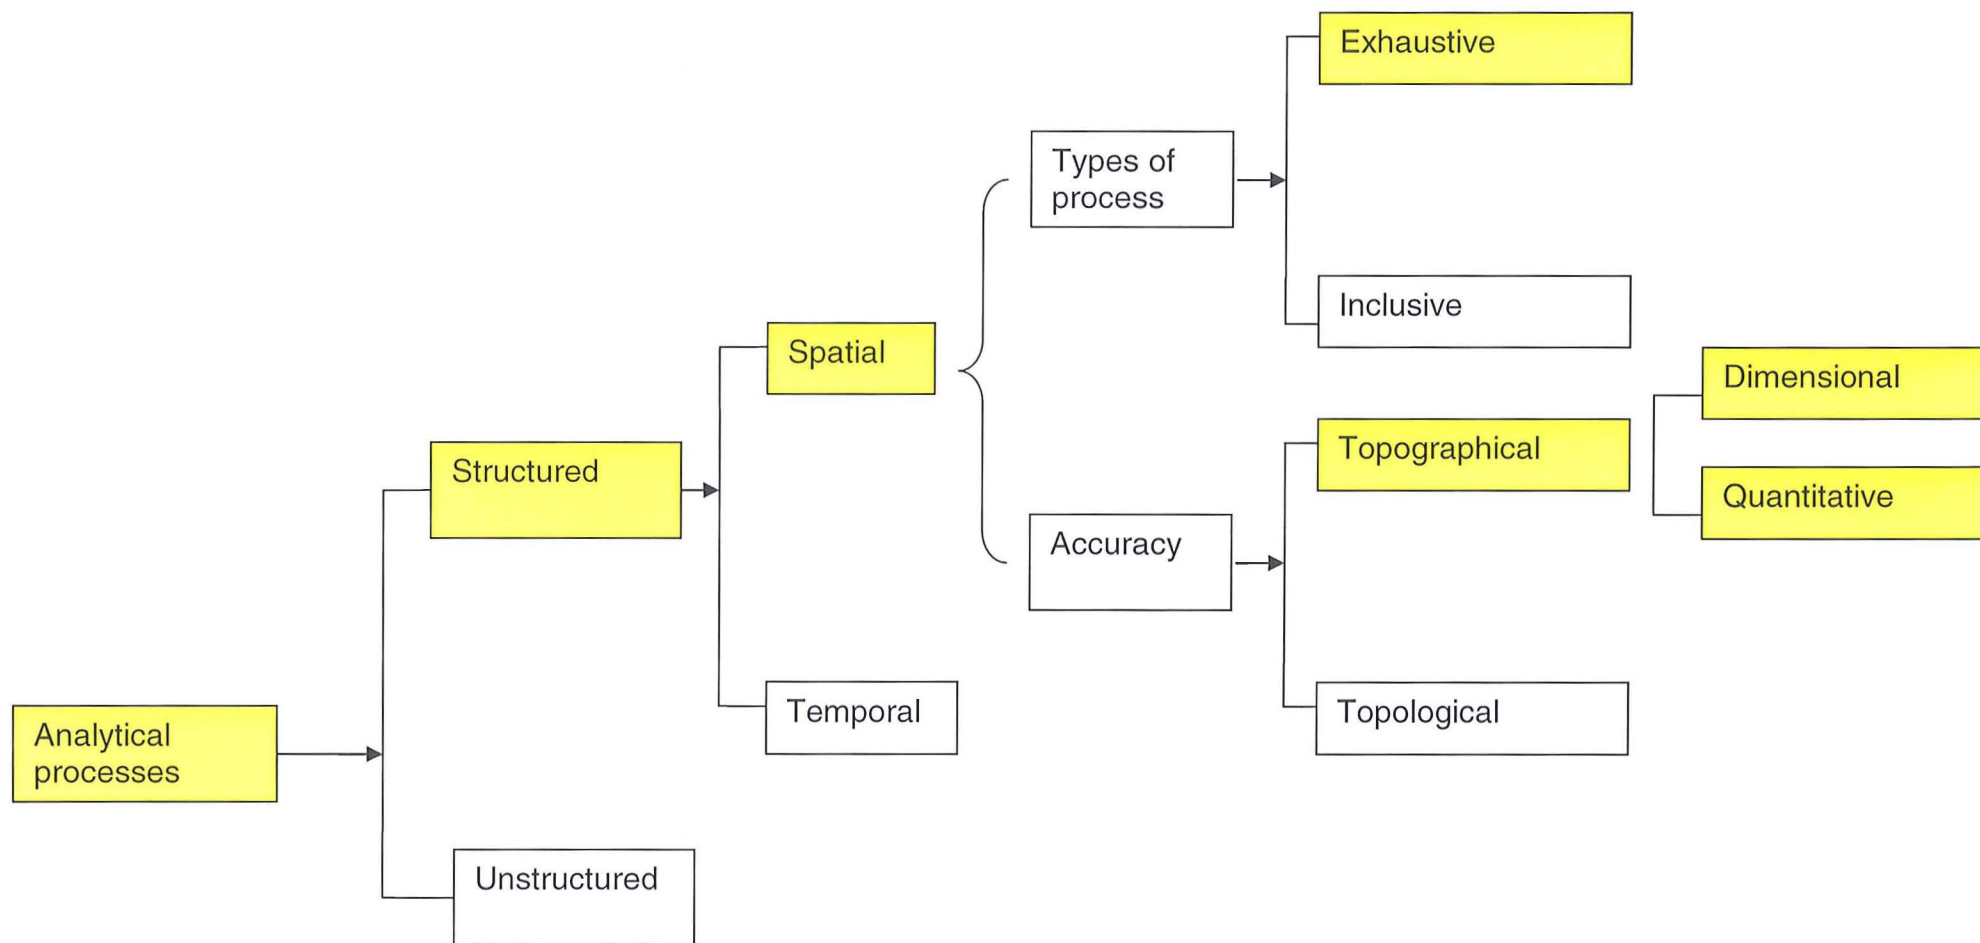 Exhaustive
Types of
process
Inclusive
Spatial
Dimensional
Topographical
Structured
Quantitative
Accuracy
Temporal
Topological
Analytical
processes
Unstructured